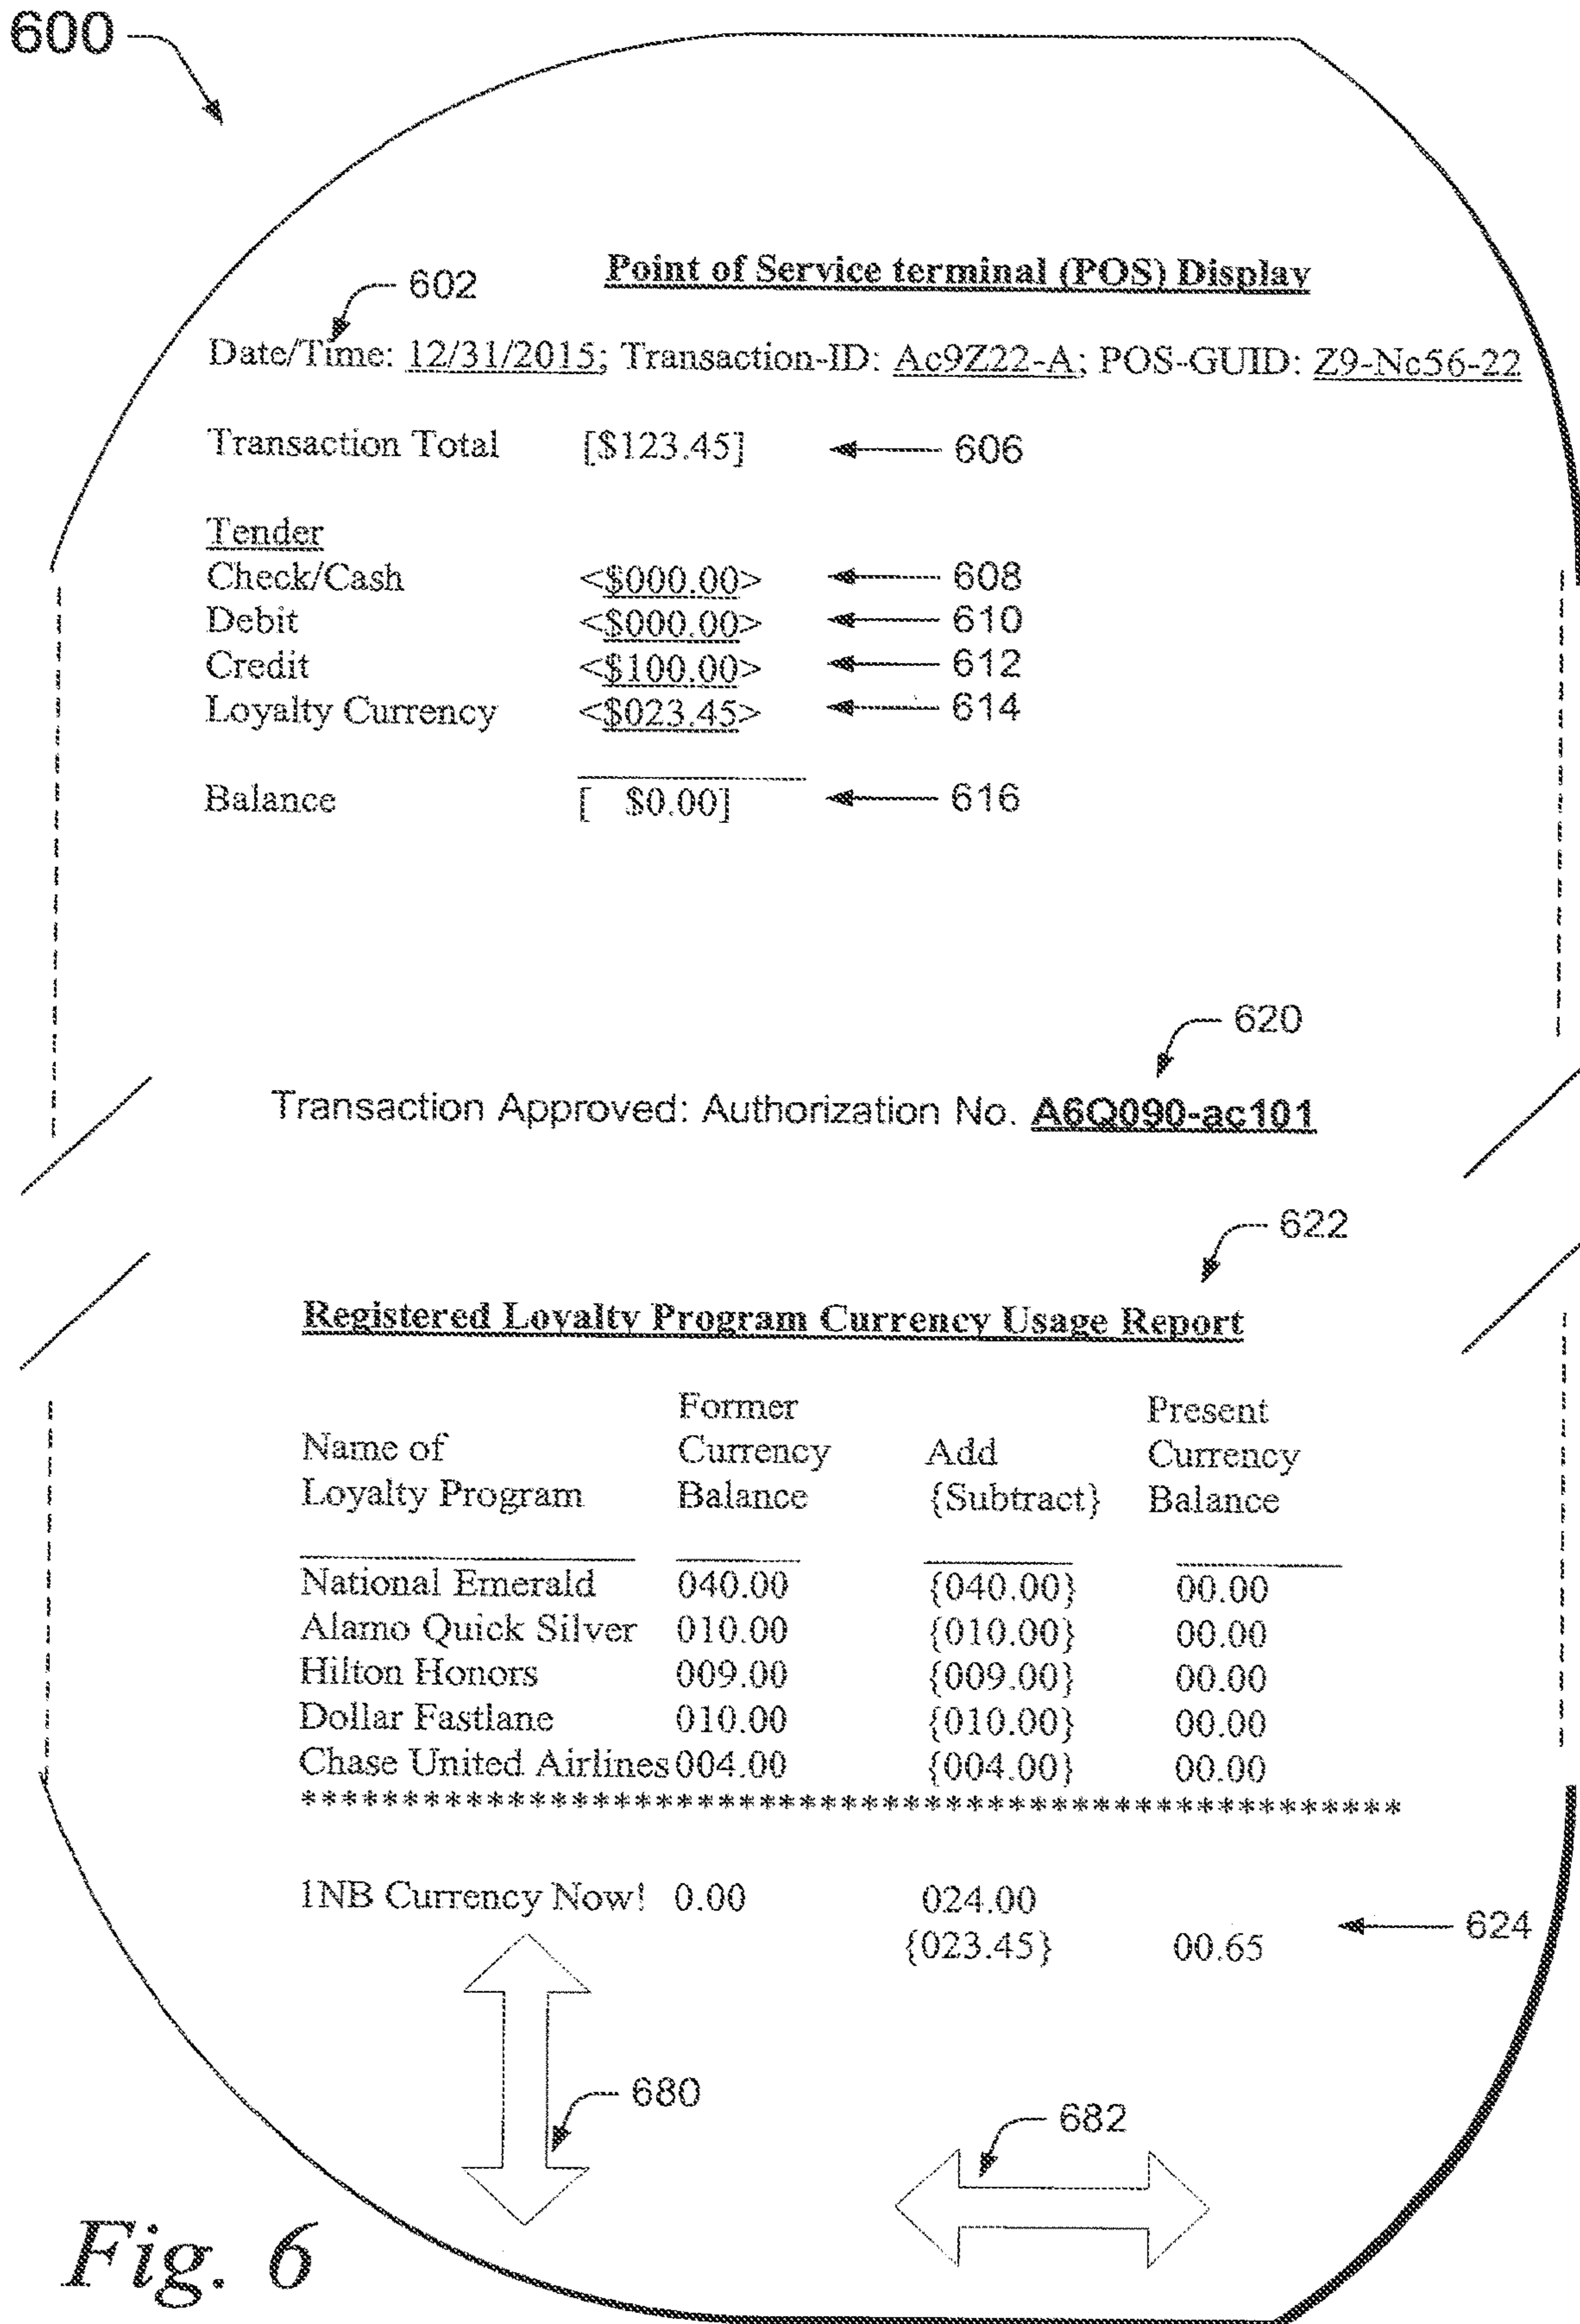 600
Point of Service terminal (POS) Display
602
Date/Time: 12/31/2015; Transaction-ID: Ac9Z22-A; POS-GUID: Z9-Nc56-22
Transaction Total [$123.45] 606
Tender
Check/Cash <$000.00> 608
Debit <$000.00> 610
Credit <$100.00> 612
Loyalty Currency <$023.45> 614
Balance [ $0.00] 616
620
Transaction Approved: Authorization No. A6Q090-ac101
622
Registered Loyalty Program Currency Usage Report
Former Present
Name of Currency Add Currency
Loyalty Program Balance {Subtract} Balance
National Emerald 040.00 {040.00} 00.00
Alamo Quick Silver 010.00 {010.00} 00.00
Hilton Honors 009.00 {009.00} 00.00
Dollar Fastlane 010.00 {010.00} 00.00
Chase United Airlines 004.00 {004.00} 00.00
****************************************************
1NB Currency Now! 0.00 024.00
{023.45} 00.65 624
680
682
Fig. 6